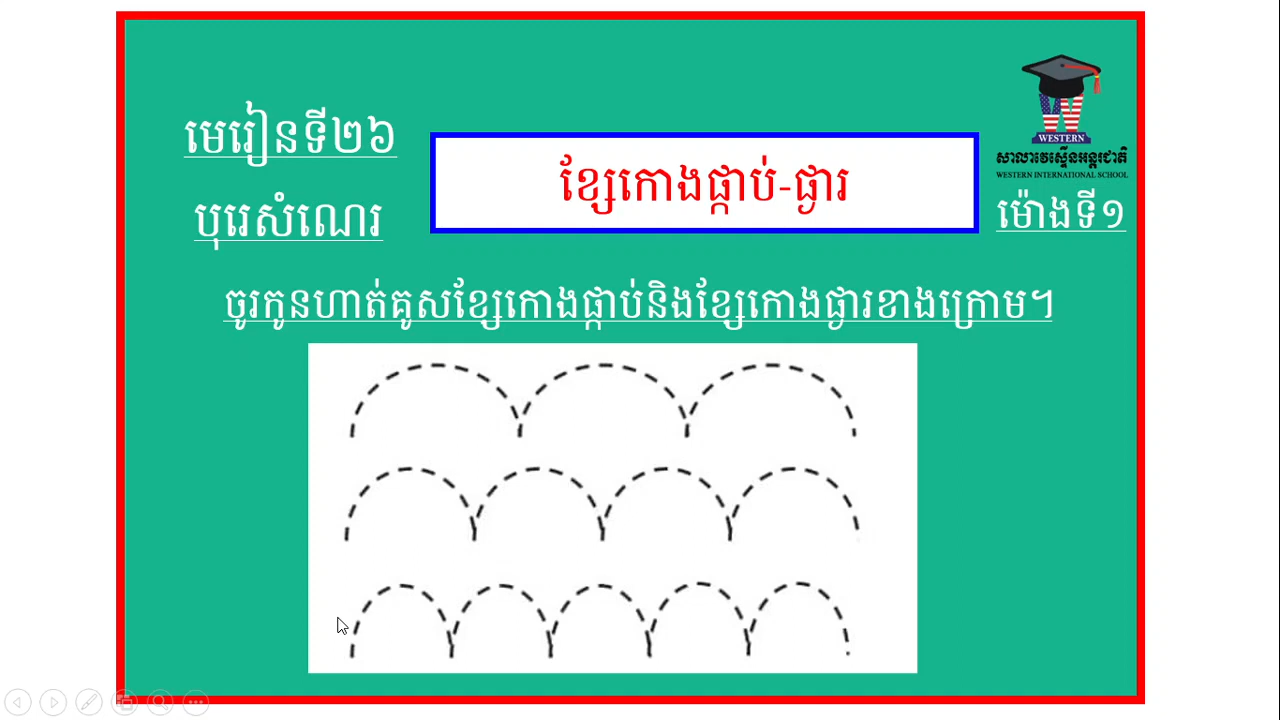 មេរៀនទី២៦
បុរេសំណេរ
ខ្សែកោងផ្កាប់-ផ្ងារ
WESTERN
សាលាវេស្ទើនអន្តរជាតិ
WESTERN INTERNATIONAL SCHOOL
ម៉ោងទី១
ចូរកូនហាត់គូសខ្សែកោងផ្កាប់និងខ្សែកោងផ្ងារខាងក្រោម។